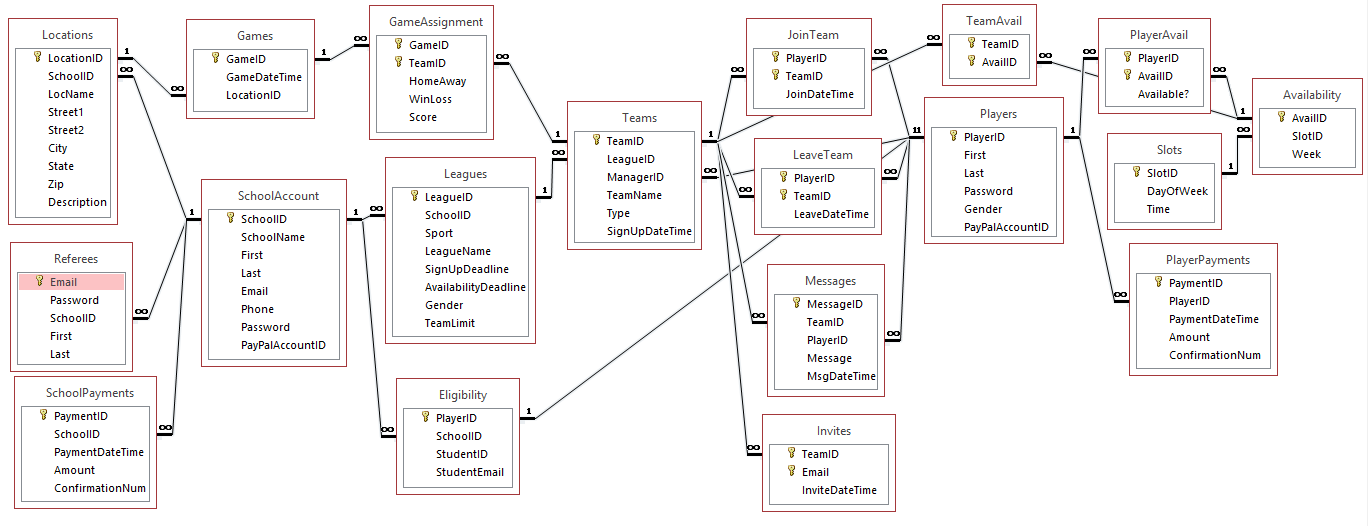 Locations
LocationID
SchoolID
LocName
Street1
Street2
City
State
Zip
Description
Games
GameID
GameDateTime
LocationID
GameAssignment
GameID
TeamID
HomeAway
WinLoss
Score
JoinTeam
PlayerID
TeamID
JoinDateTime
TeamAvail
TeamID
AvailID
PlayerAvail
PlayerID
AvailID
Available?
Availability
AvailID
SlotID
Week
Teams
TeamID
LeagueID
ManagerID
TeamName
Type
SignUpDateTime
Players
PlayerID
First
Last
Password
Gender
PayPalAccountID
LeaveTeam
PlayerID
TeamID
LeaveDateTime
Slots
SlotID
DayOfWeek
Time
SchoolAccount
SchoolID
SchoolName
First
Last
Email
Phone
Password
PayPalAccountID
Leagues
LeagueID
SchoolID
Sport
LeagueName
SignUpDeadline
AvailabilityDeadline
Gender
TeamLimit
Referees
Email
Password
SchoolID
First
Last
Messages
MessageID
TeamID
PlayerID
Message
MsgDateTime
PlayerPayments
PaymentID
PlayerID
PaymentDateTime
Amount
ConfirmationNum
SchoolPayments
PaymentID
SchoolID
PaymentDateTime
Amount
ConfirmationNum
Eligibility
PlayerID
SchoolID
StudentID
StudentEmail
Invites
TeamID
Email
InviteDateTime
1
∞
∞
1
∞
∞
1
∞
1
∞
∞
1
∞
1
∞
1
∞
∞
1
∞
1
∞
∞
∞
∞
∞
∞
∞
∞
∞
11
1
∞
∞
∞
1
∞
1
∞